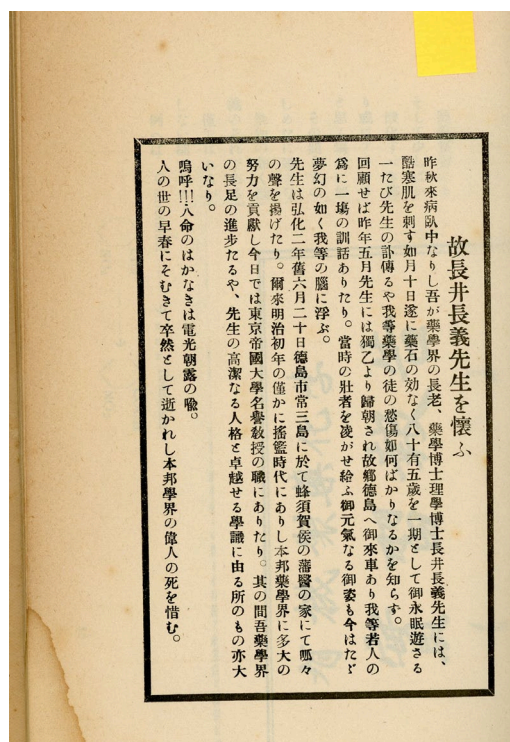 故長井長義先生を懷ふ
昨秋來病臥中なりし吾が藥學界の長老、藥學博士理學博士長井長義先生には、
酷寒肌を刺す如月十日遂に藥石の効なく八十有五歲を一期として御永眠遊さる
一たび先生の訃傳るや我等藥學の徒の愁傷如何ばかりなるかを知らす。
回顧せば昨年五月先生には獨乙より歸朝され故鄕德島へ御來車あり我等若人の
爲に一塲の訓話ありたり。當時の壯者を凌がせ給ふ御元氣なる御姿も今はたゞ
夢幻の如く我等の腦に浮ぶ。
先生は弘化二年舊六月二十日德島市常三島に於て蜂須賀侯の藩醫の家にて呱々
の聲を揚げたり。爾來明治初年の僅かに搖籃時代にありし本邦藥學界に多大の
努力を貢獻し今日では東京帝國大學名譽敎授の職にありたり。其の間吾藥學界
の長足の進步たるや、先生の高潔なる人格と卓越せる學識に由る所のもの亦大
いなり。
嗚呼!!!人命のはかなきは電光朝露の喩。
人の世の早春にそむきて卒然として逝かれし本邦學界の偉人の死を惜む。